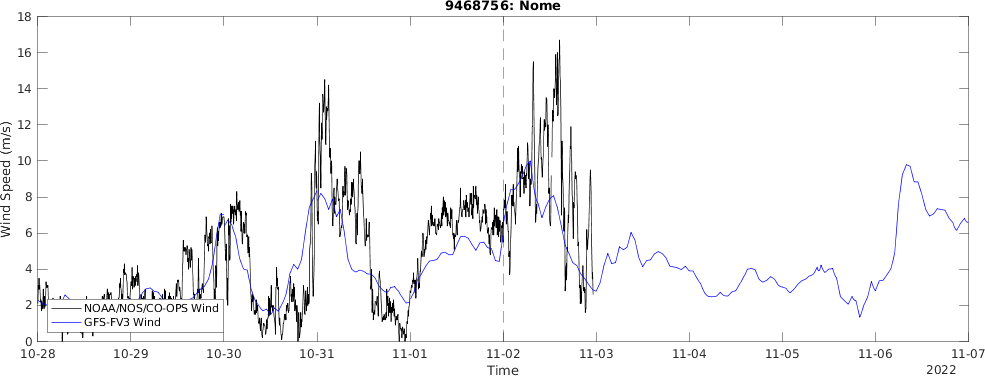 9468756: Nome
18
16
14
12
10
8
6
4
2
0
Wind Speed (m/s)
NOAA/NOS/CO-OPS Wind
GFS-FV3 Wind
10-28 10-29 10-30 10-31 11-01 11-02 11-03 11-04 11-05 11-06 11-07
Time
2022